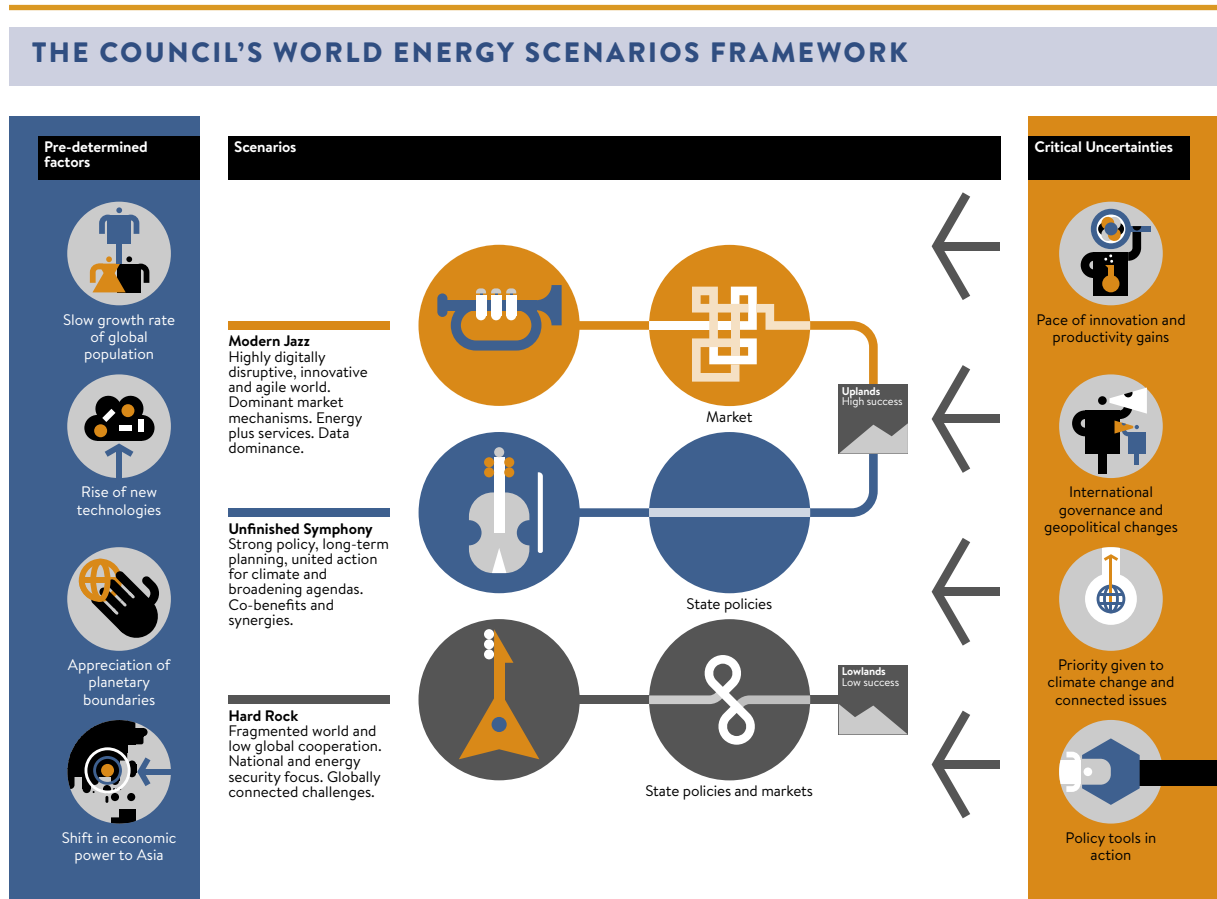 THE COUNCIL'S WORLD ENERGY SCENARIOS FRAMEWORK
Pre-determined
factors
Slow growth rate
of global
population
Rise of new
technologies
Appreciation of
planetary
boundaries
Shift in economic
power to Asia
Scenarios
Modern Jazz
Highly digitally
disruptive, innovative
and agile world.
Dominant market
mechanisms. Energy
plus services. Data
dominance.
Market
Uplands
High success
Unfinished Symphony
Strong policy, long-term
planning, united action
for climate and
broadening agendas.
Co-benefits and
synergies.
State policies
Hard Rock
Fragmented world and
low global cooperation.
National and energy
security focus. Globally
connected challenges.
State policies and markets
Lowlands
Low success
Critical Uncertainties
Pace of innovation and
productivity gains
International
governance and
geopolitical changes
Priority given to
climate change and
connected issues
Policy tools in
action